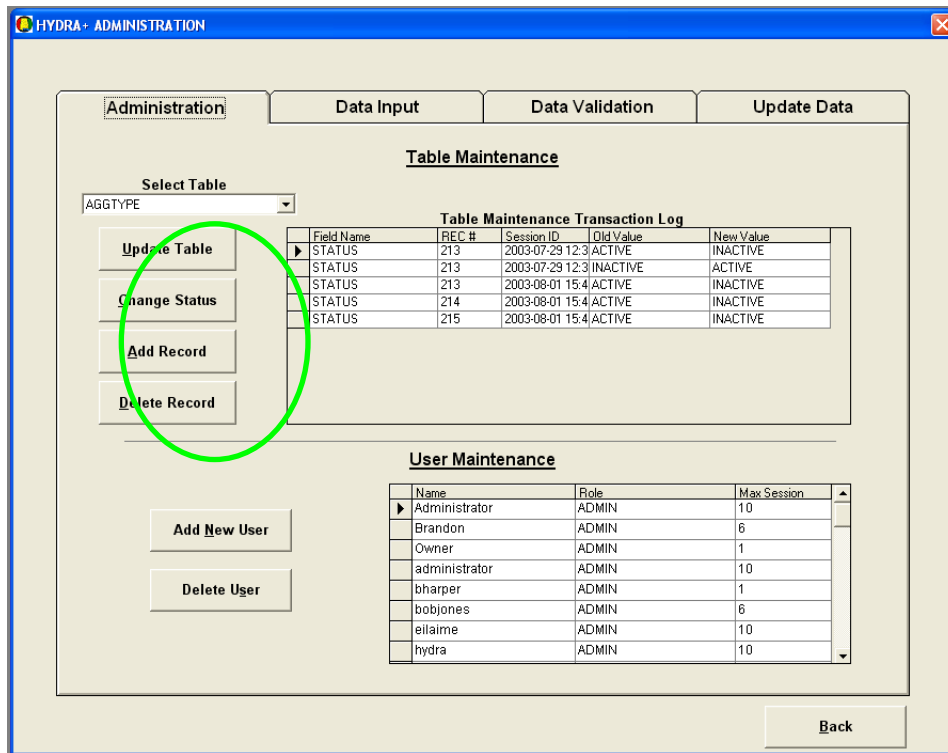 HYDRA+ ADMINISTRATION
Administration Data Input Data Validation Update Data
Table Maintenance
Select Table
AGGTYPE
Table Maintenance Transaction Log
Update Table
Change Status
Add Record
Delete Record
Field Name REC # Session ID Old Value New Value
STATUS 213 2003-07-29 12:3 ACTIVE INACTIVE
STATUS 213 2003-07-29 12:3 INACTIVE ACTIVE
STATUS 213 2003-08-01 15:4 ACTIVE INACTIVE
STATUS 214 2003-08-01 15:4 ACTIVE INACTIVE
STATUS 215 2003-08-01 15:4 ACTIVE INACTIVE
User Maintenance
Add New User
Delete User
Name Role Max Session
Administrator ADMIN 10
Brandon ADMIN 6
Owner ADMIN 1
administrator ADMIN 10
bharper ADMIN 1
bobjones ADMIN 6
eilaime ADMIN 10
hydra ADMIN 10
Back